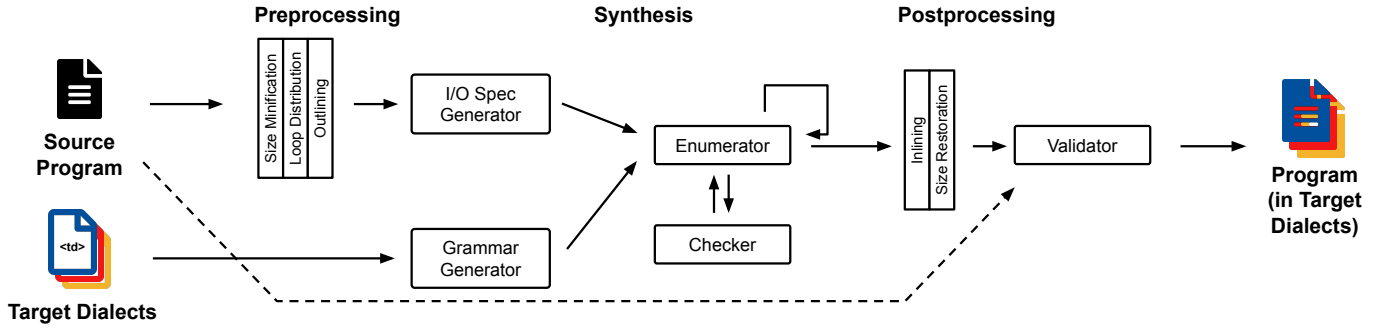 Preprocessing
Synthesis
Postprocessing
Source
Program
Size Minification
Loop Distribution
Outlining
I/O Spec
Generator
Enumerator
Checker
Inlining
Size Restoration
Validator
Program
(in Target
Dialects)
<td>
Target Dialects
Grammar
Generator